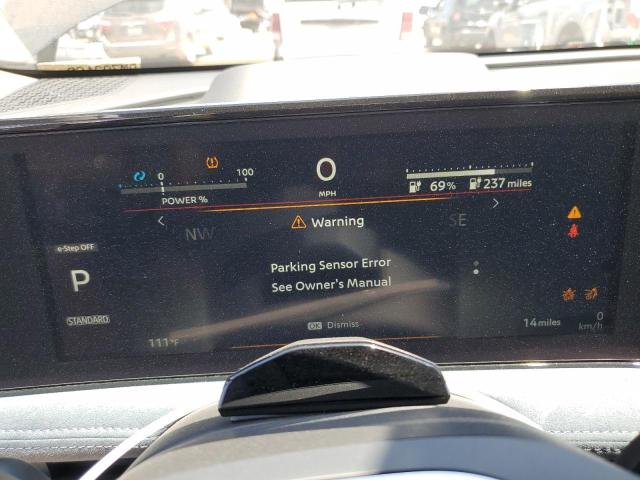 0 100
POWER %
0
MPH
69% 237 miles
Warning
NW SE
e-Step OFF
P
STANDARD
Parking Sensor Error
See Owner's Manual
OK Dismiss
111°F
14 miles
0
km/h